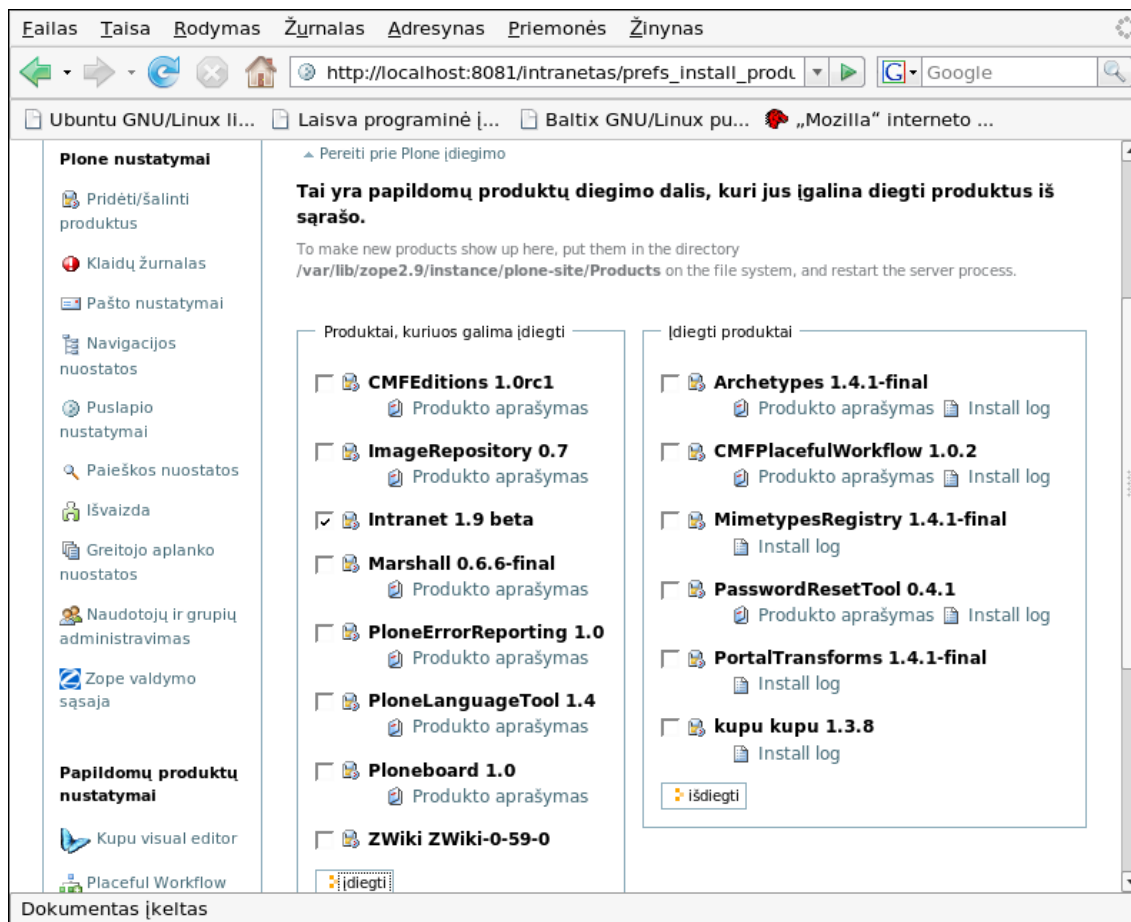 Failas Taisa Rodymas Žurnalas Adresynas Priemonės Žinynas
http://localhost:8081/intranetas/prefs_install_produ
G Google
Ubuntu GNU/Linux li... Laisva programinė į... Baltix GNU/Linux pu... „Mozilla“ interneto ...
Plone nustatymai
Pridėti/šalinti
produktus
Klaidų žurnalas
Pašto nustatymai
Navigacijos
nuostatos
Puslapio
nustatymai
Paieškos nuostatos
Išvaizda
Greitojo aplanko
nuostatos
Naudotojų ir grupių
administravimas
Zope valdymo
sąsaja
Papildomų produktų
nustatymai
Kupu visual editor
Placeful Workflow
Pereiti prie Plone įdiegimo
Tai yra papildomų produktų diegimo dalis, kuri jus įgalina diegti produktus iš
sąrašo.
To make new products show up here, put them in the directory
/var/lib/zope2.9/instance/plone-site/Products on the file system, and restart the server process.
Produktai, kuriuos galima įdiegti
CMFEditions 1.0rc1
Produkto aprašymas
ImageRepository 0.7
Produkto aprašymas
Intranet 1.9 beta
Marshall 0.6.6-final
Produkto aprašymas
PloneErrorReporting 1.0
Produkto aprašymas
PloneLanguageTool 1.4
Produkto aprašymas
Ploneboard 1.0
Produkto aprašymas
ZWiki ZWiki-0-59-0
įdiegti
Įdiegti produktai
Archetypes 1.4.1-final
Produkto aprašymas Install log
CMFPlacefulWorkflow 1.0.2
Produkto aprašymas Install log
MimetypesRegistry 1.4.1-final
Install log
PasswordResetTool 0.4.1
Produkto aprašymas Install log
PortalTransforms 1.4.1-final
Install log
kupu kupu 1.3.8
Install log
išdiegti
Dokumentas įkeltas